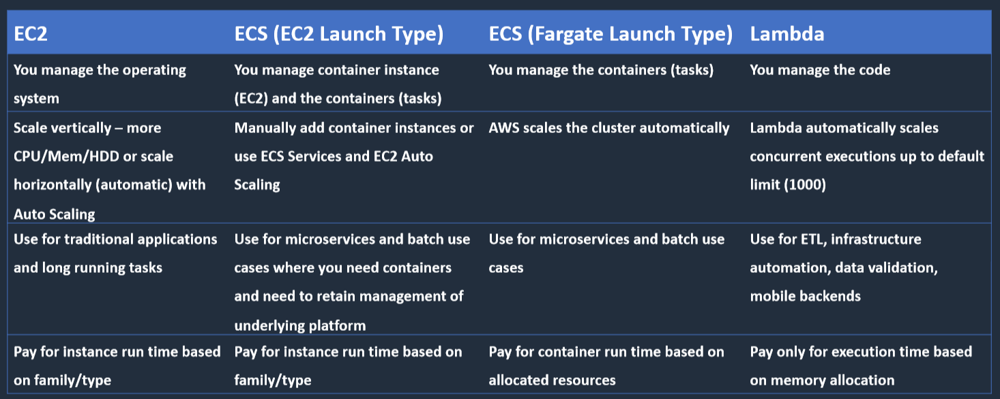 EC2
ECS (EC2 Launch Type)
ECS (Fargate Launch Type)
Lambda
You manage the operating
system
You manage container instance
(EC2) and the containers (tasks)
You manage the containers (tasks)
You manage the code
Scale vertically – more
CPU/Mem/HDD or scale
horizontally (automatic) with
Auto Scaling
Manually add container instances or
use ECS Services and EC2 Auto
Scaling
AWS scales the cluster automatically
Lambda automatically scales
concurrent executions up to default
limit (1000)
Use for traditional applications
and long running tasks
Use for microservices and batch use
cases where you need containers
and need to retain management of
underlying platform
Use for microservices and batch use
cases
Use for ETL, infrastructure
automation, data validation,
mobile backends
Pay for instance run time based
on family/type
Pay for instance run time based on
family/type
Pay for container run time based on
allocated resources
Pay only for execution time based
on memory allocation